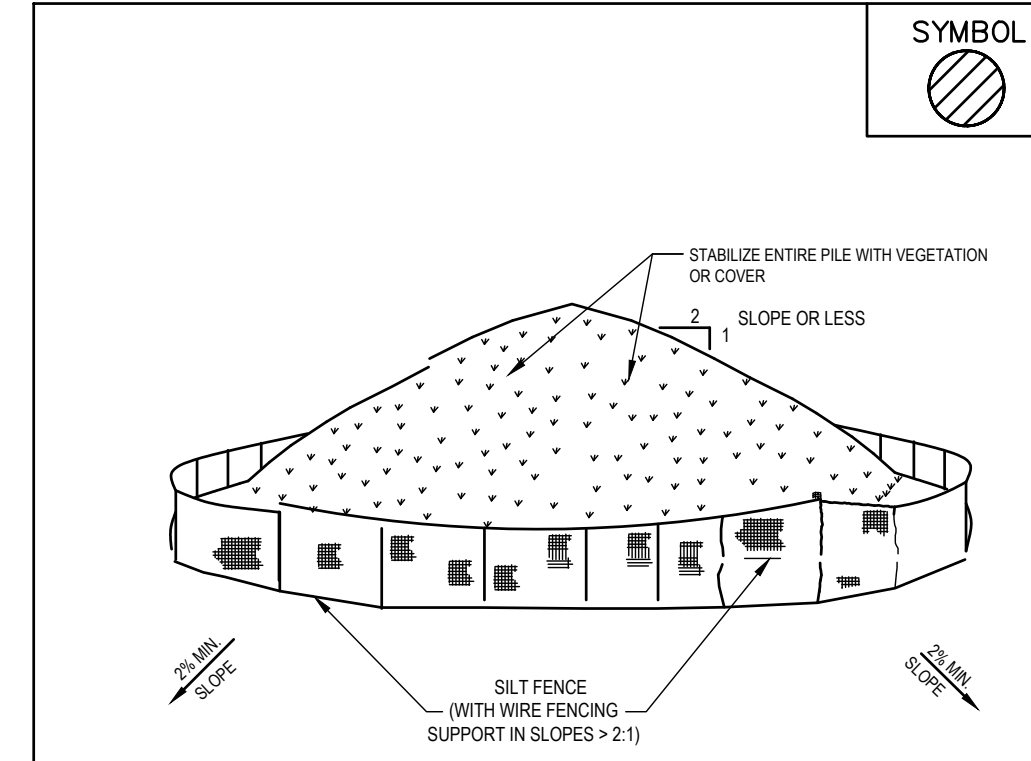 SYMBOL
STABILIZE ENTIRE PILE WITH VEGETATION
OR COVER
2
1
SLOPE OR LESS
2% MIN.
SLOPE
2% MIN.
SLOPE
SILT FENCE
(WITH WIRE FENCING
SUPPORT IN SLOPES > 2:1)